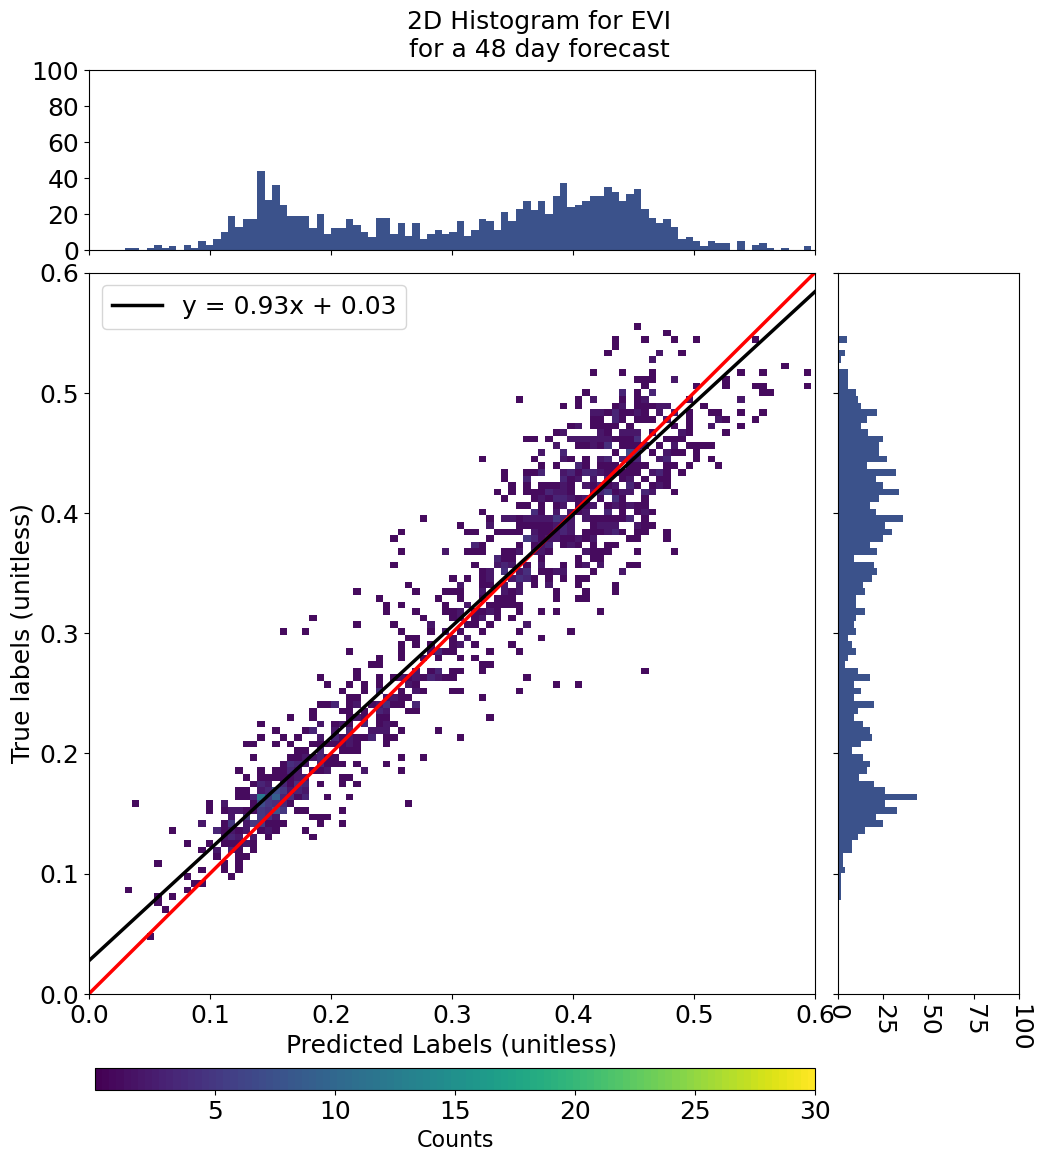 2D Histogram for EVI
for a 48 day forecast
100
80
60
40
20
0
0.6
0.5
0.4
0.3
0.2
0.1
0.0
True labels (unitless)
y = 0.93x + 0.03
0.0 0.1 0.2 0.3 0.4 0.5 0.6
Predicted Labels (unitless)
0 25 50 75 100
5 10 15 20 25 30
Counts